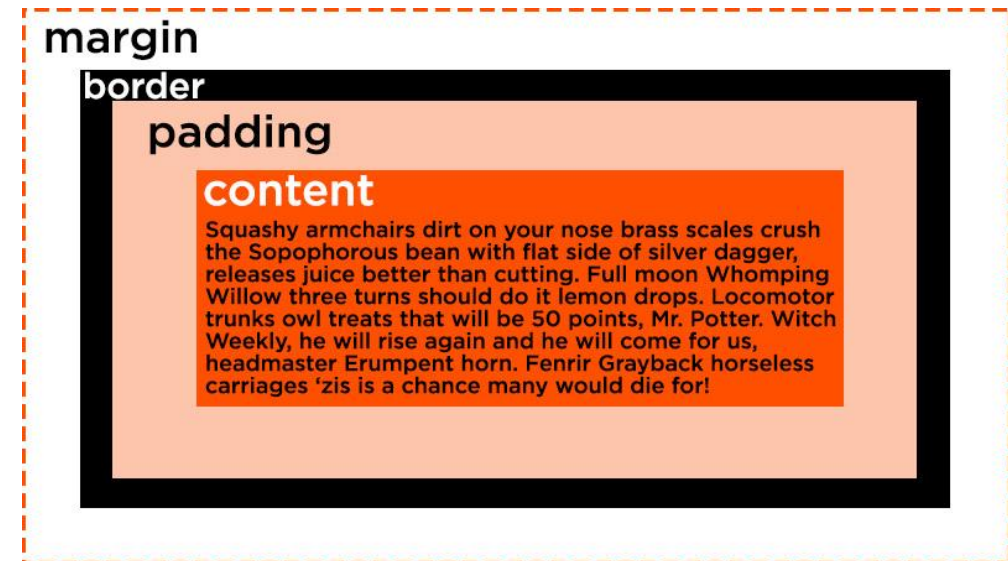 margin
border
padding
content
Squashy armchairs dirt on your nose brass scales crush
the Sopophorous bean with flat side of silver dagger,
releases juice better than cutting. Full moon Whomping
Willow three turns should do it lemon drops. Locomotor
trunks owl treats that will be 50 points, Mr. Potter. Witch
Weekly, he will rise again and he will come for us,
headmaster Erumpent horn. Fenrir Grayback horseless
carriages ‘zis is a chance many would die for!